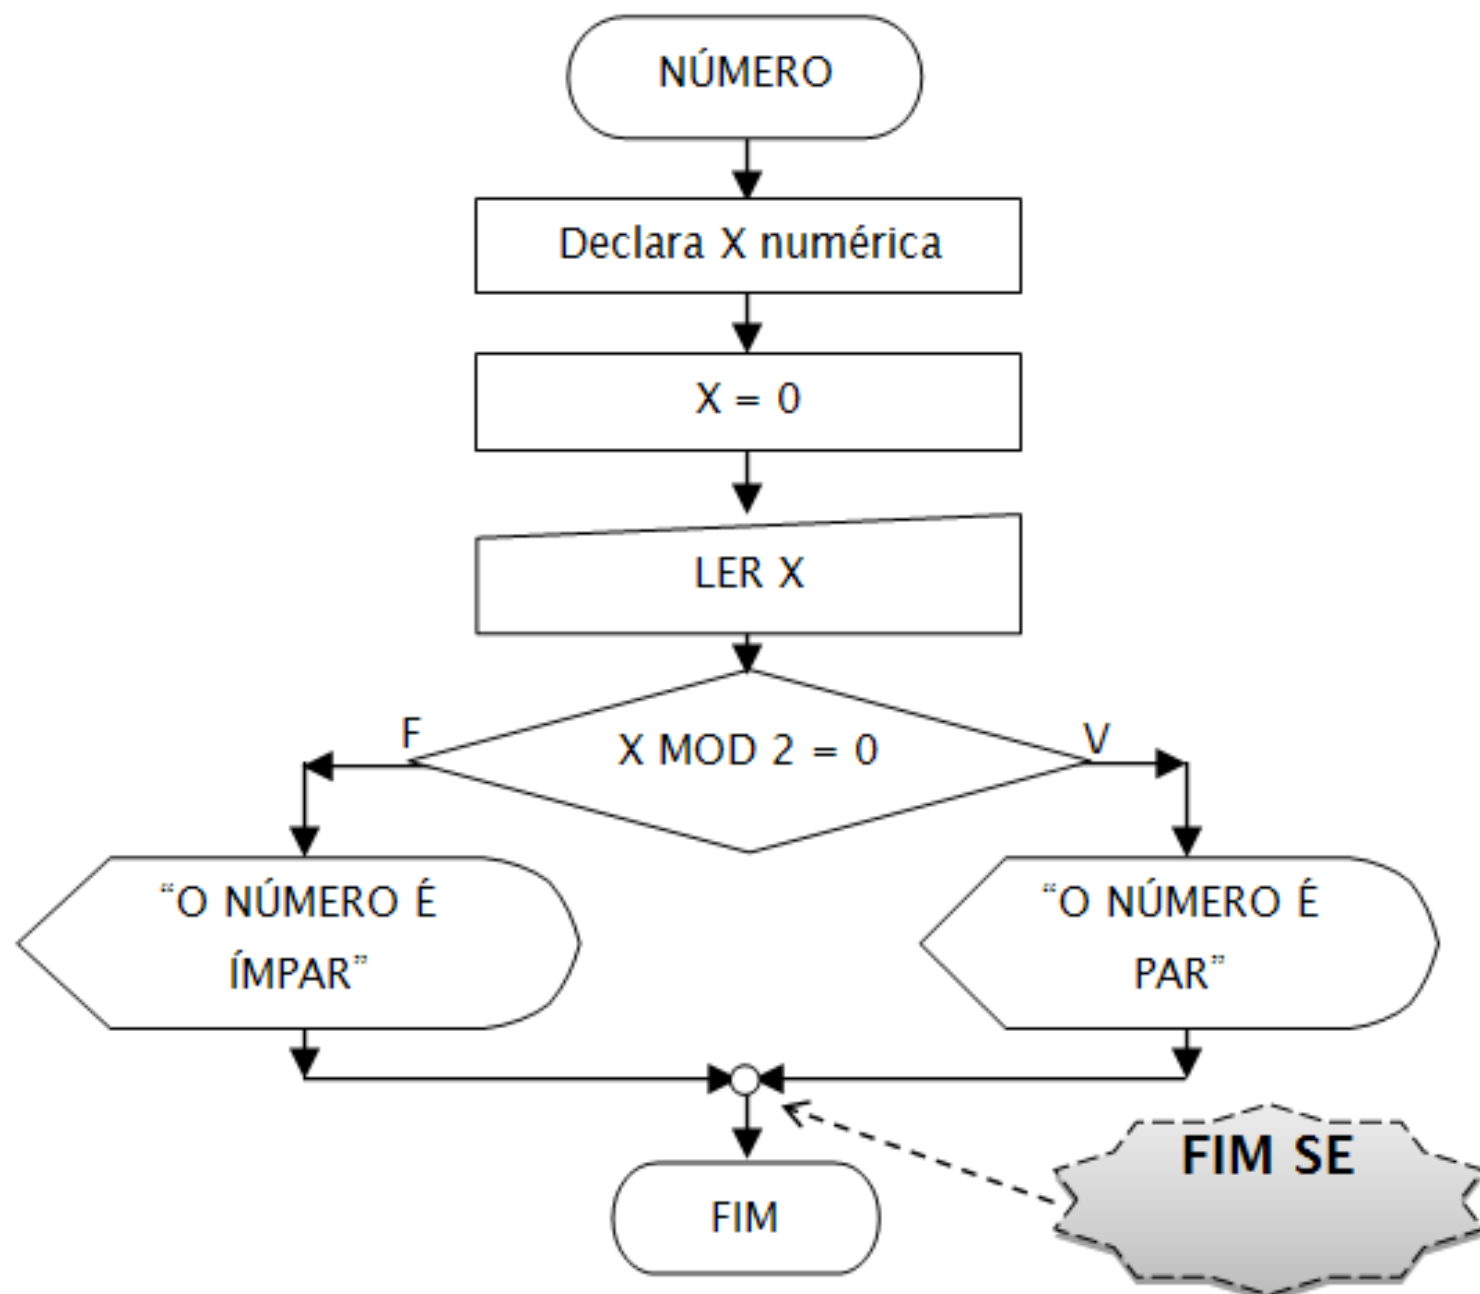 NÚMERO
Declara X numérica
X = 0
LER X
F
X MOD 2 = 0
V
“O NÚMERO É
ÍMPAR”
“O NÚMERO É
PAR”
FIM SE
FIM